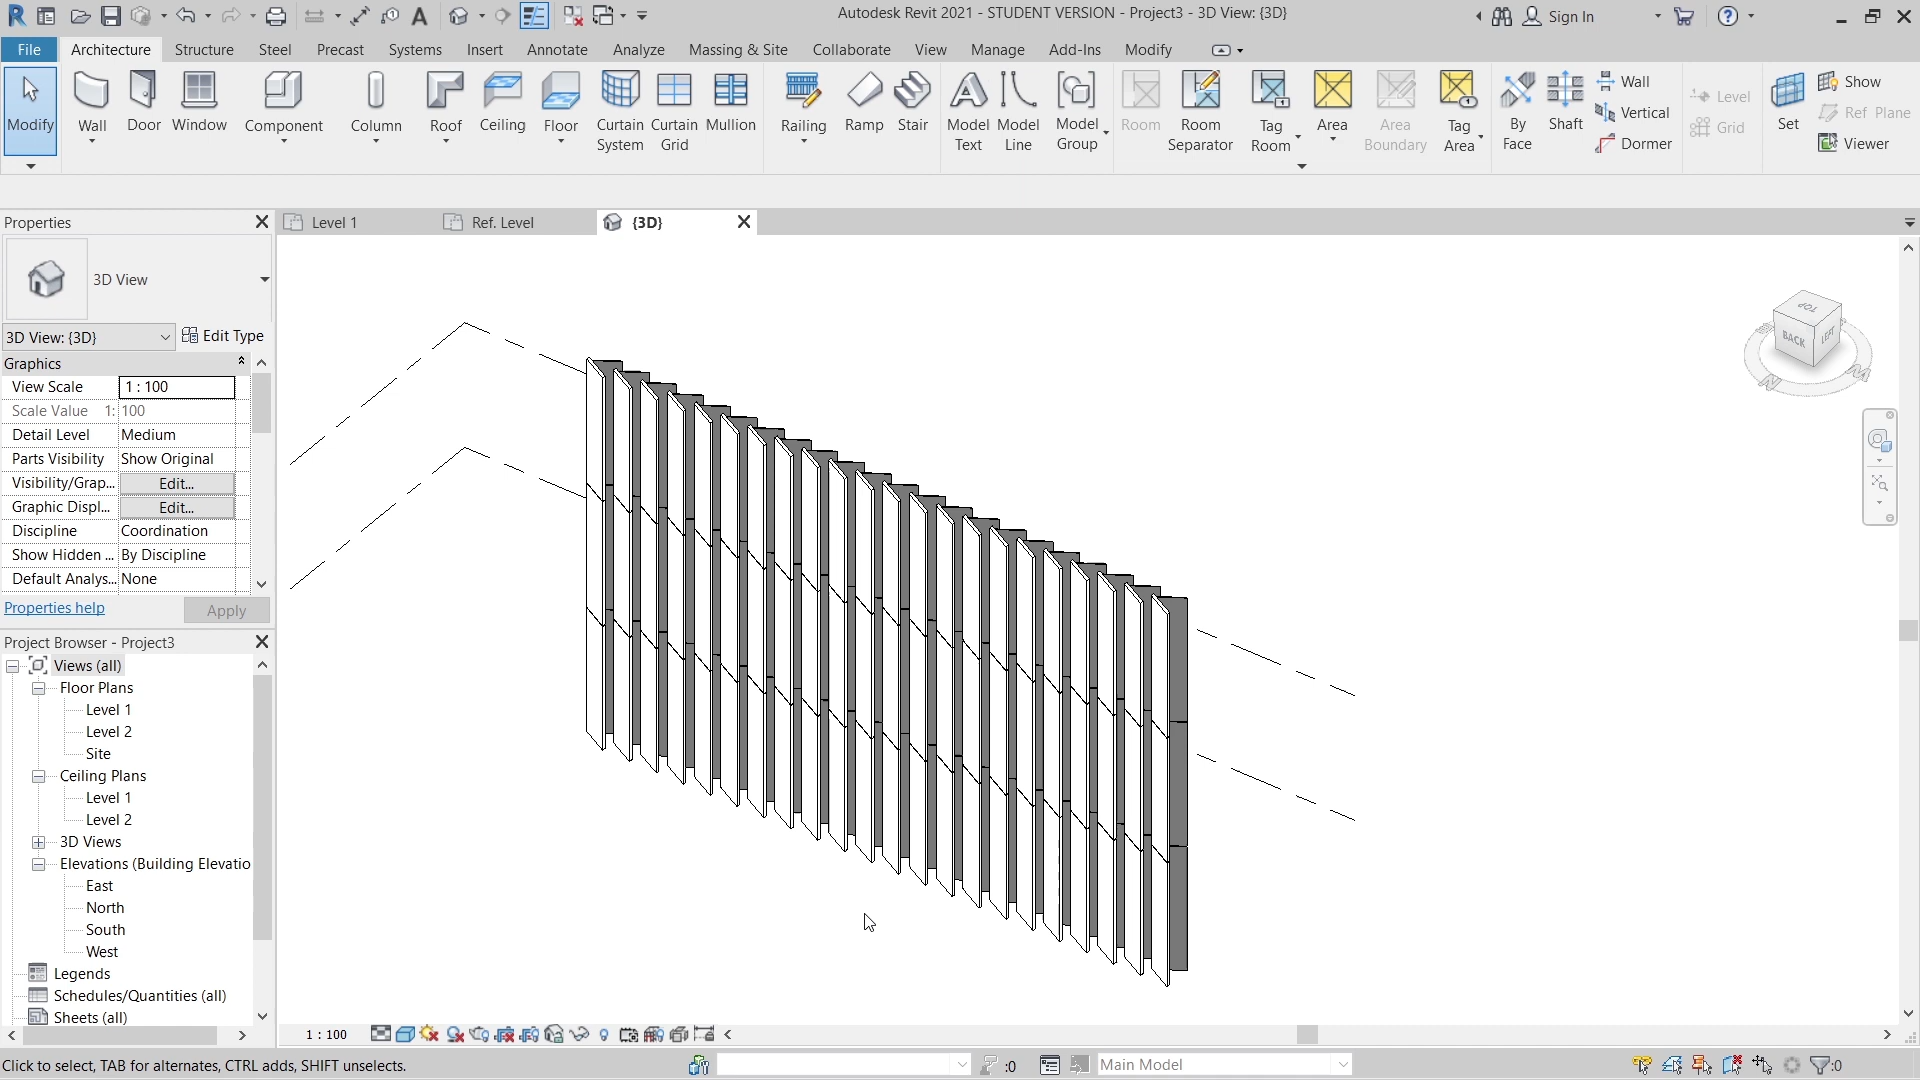 Autodesk Revit 2021 - STUDENT VERSION - Project3 - 3D View: {3D}
Sign In
File Architecture Structure Steel Precast Systems Insert Annotate Analyze Massing & Site Collaborate View Manage Add-Ins Modify
Modify
Wall
Door
Window
Component
Column
Roof
Ceiling
Floor
Curtain System
Curtain Grid
Mullion
Railing
Ramp
Stair
Model Text
Model Line
Model Group
Room
Room Separator
Tag Room
Area
Area Boundary
Tag Area
By Face
Shaft
Wall
Vertical
Dormer
Level
Grid
Set
Show
Ref Plane
Viewer
Properties
Level 1
Ref. Level
{3D}
3D View
3D View: {3D}
Edit Type
Graphics
View Scale 1 : 100
Scale Value 1: 100
Detail Level Medium
Parts Visibility Show Original
Visibility/Grap... Edit...
Graphic Displ... Edit...
Discipline Coordination
Show Hidden ... By Discipline
Default Analys... None
Properties help
Apply
Project Browser - Project3
Views (all)
Floor Plans
Level 1
Level 2
Site
Ceiling Plans
Level 1
Level 2
3D Views
Elevations (Building Elevatio
East
North
South
West
Legends
Schedules/Quantities (all)
Sheets (all)
TOP
BACK
LEFT
N
1 : 100
Click to select, TAB for alternates, CTRL adds, SHIFT unselects.
:0
Main Model
:0